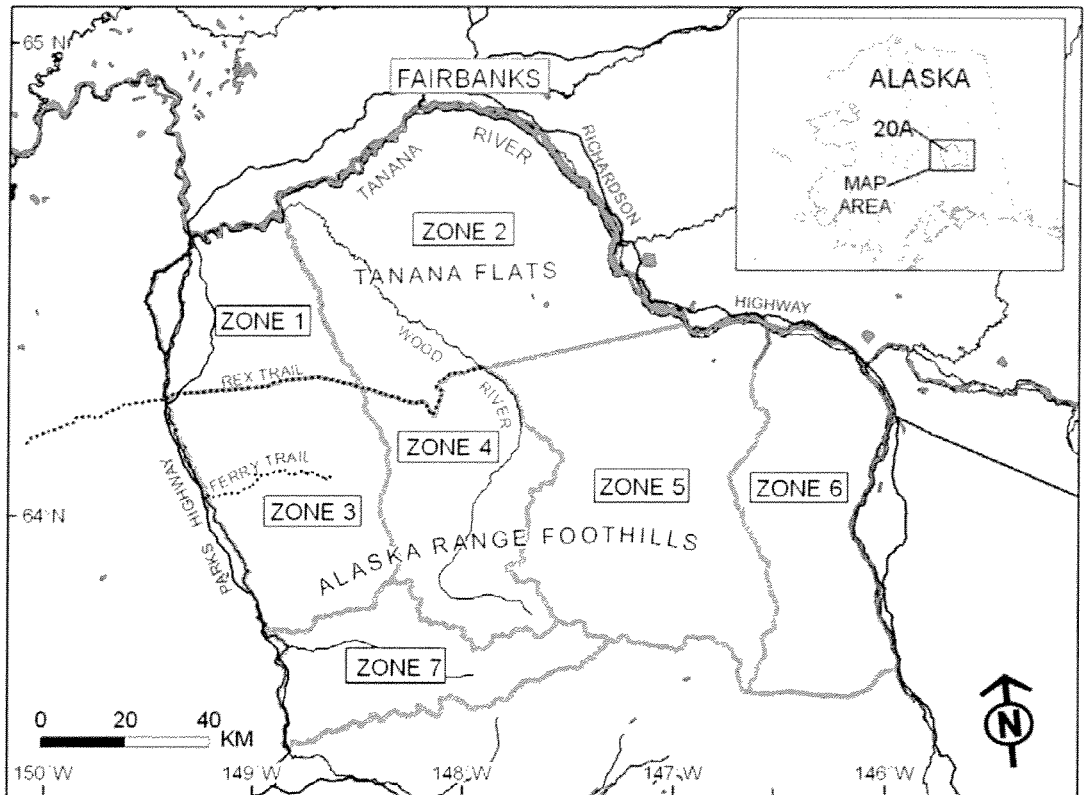 65 N
FAIRBANKS
ALASKA
20A
MAP
AREA
TANANA
RIVER
RICHARDSON
HIGHWAY
ZONE 2
TANANA FLATS
ZONE 1
WOOD
RIVER
REX TRAIL
ZONE 4
FERRY TRAIL
PARKS HIGHWAY
ZONE 3
ZONE 5
ZONE 6
64°N
ALASKA RANGE FOOTHILLS
ZONE 7
0 20 40
KM
N
150°W 149°W 148°W 147°W 146°W